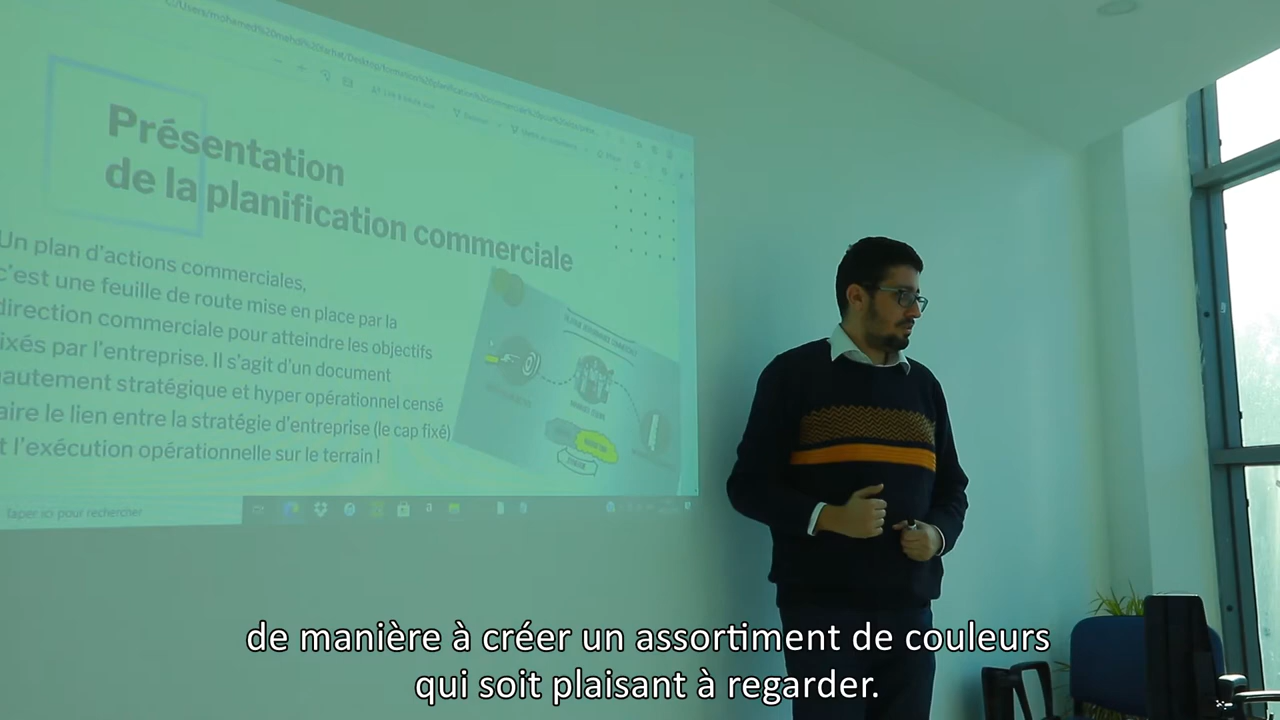 Présentation
de la planification commerciale
Un plan d'actions commerciales,
c'est une feuille de route mise en place par la
direction commerciale pour atteindre les objectifs
ixés par l'entreprise. Il s'agit d'un document
hautement stratégique et hyper opérationnel censé
aire le lien entre la stratégie d'entreprise (le cap fixé)
t l'exécution opérationnelle sur le terrain !
Taper ici pour rechercher
de manière à créer un assortiment de couleurs
qui soit plaisant à regarder.